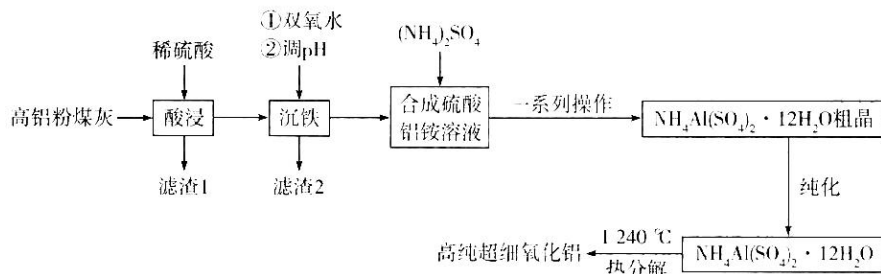 ①双氧水
稀硫酸
②调pH
(NH₄)₂SO₄
高铝粉煤灰
酸浸
沉铁
合成硫酸
铝铵溶液
一系列操作
NH₄Al(SO₄)₂·12H₂O粗晶
滤渣1
滤渣2
纯化
高纯超细氧化铝
1 240 ℃
热分解
NH₄Al(SO₄)₂·12H₂O